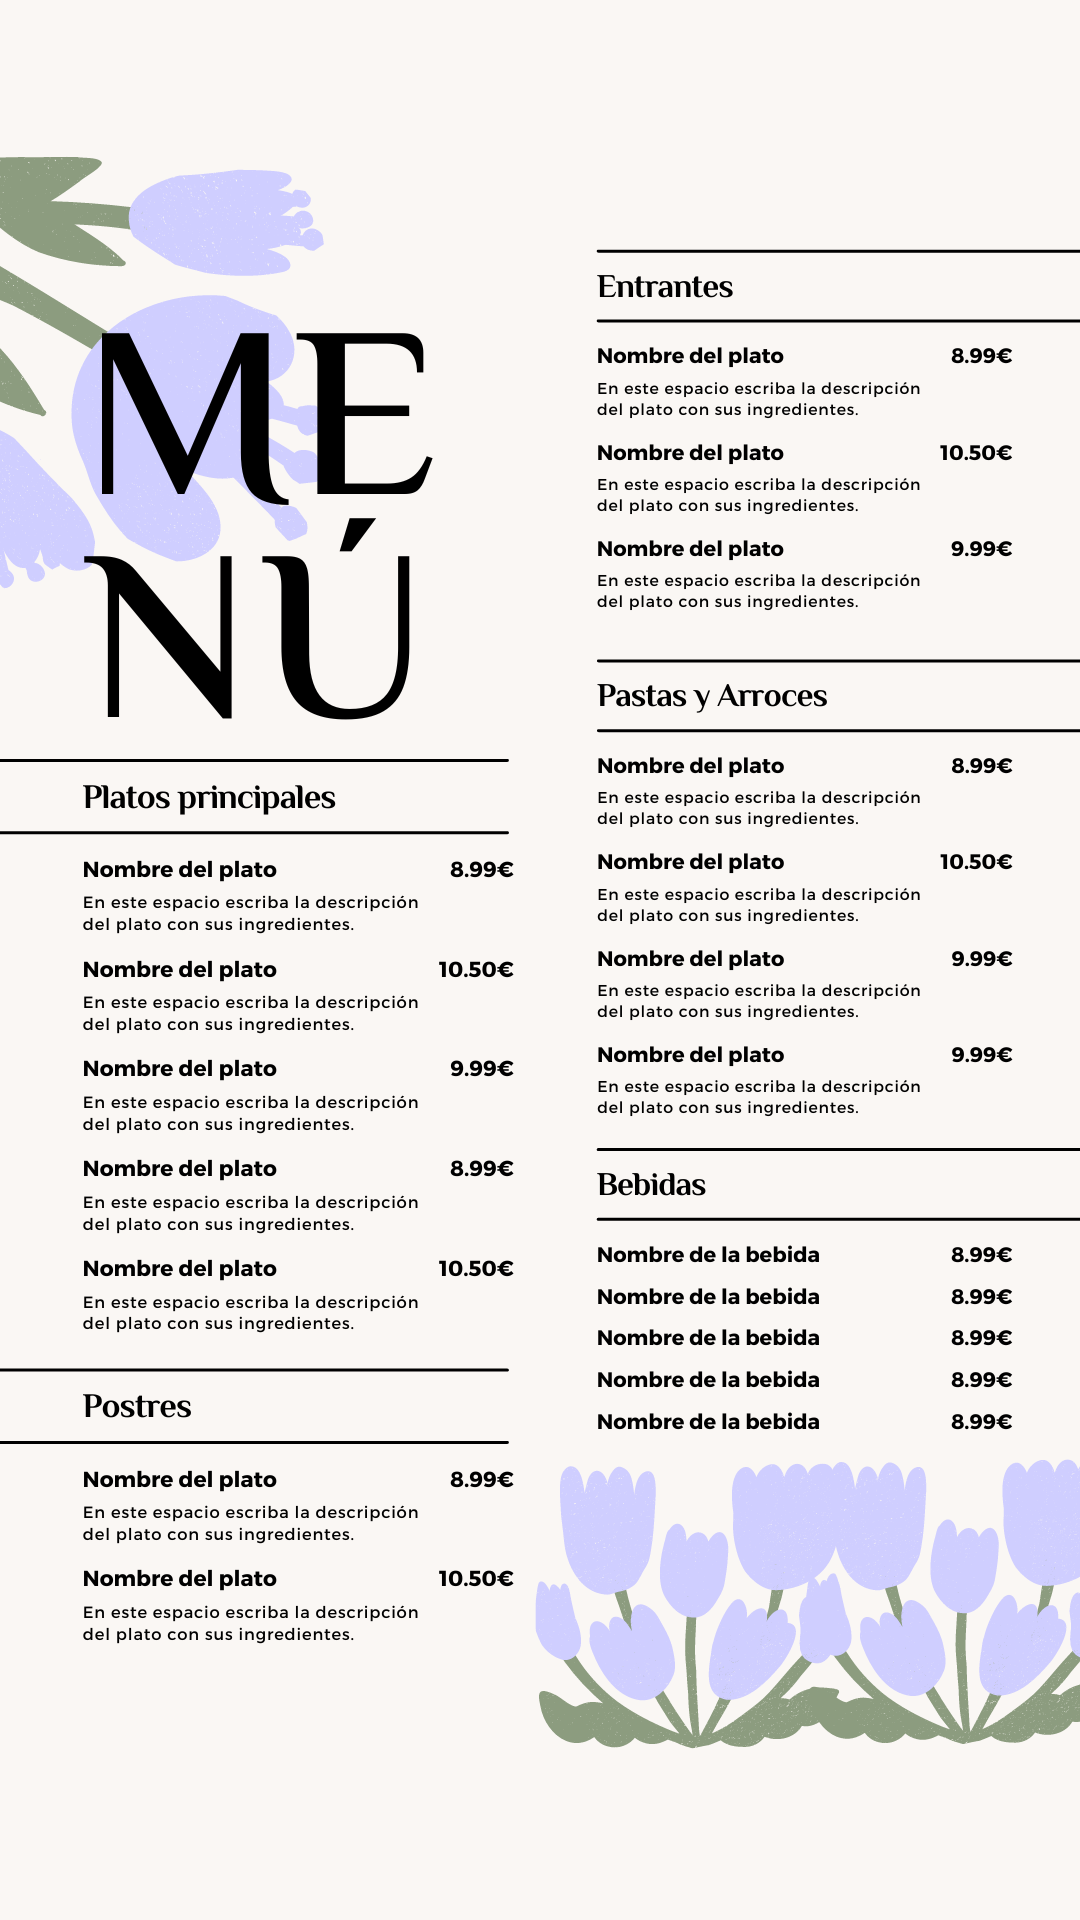 ME
NÚ
Platos principales
Nombre del plato 8.99€
En este espacio escriba la descripción
del plato con sus ingredientes.
Nombre del plato 10.50€
En este espacio escriba la descripción
del plato con sus ingredientes.
Nombre del plato 9.99€
En este espacio escriba la descripción
del plato con sus ingredientes.
Nombre del plato 8.99€
En este espacio escriba la descripción
del plato con sus ingredientes.
Nombre del plato 10.50€
En este espacio escriba la descripción
del plato con sus ingredientes.
Postres
Nombre del plato 8.99€
En este espacio escriba la descripción
del plato con sus ingredientes.
Nombre del plato 10.50€
En este espacio escriba la descripción
del plato con sus ingredientes.
Entrantes
Nombre del plato 8.99€
En este espacio escriba la descripción
del plato con sus ingredientes.
Nombre del plato 10.50€
En este espacio escriba la descripción
del plato con sus ingredientes.
Nombre del plato 9.99€
En este espacio escriba la descripción
del plato con sus ingredientes.
Pastas y Arroces
Nombre del plato 8.99€
En este espacio escriba la descripción
del plato con sus ingredientes.
Nombre del plato 10.50€
En este espacio escriba la descripción
del plato con sus ingredientes.
Nombre del plato 9.99€
En este espacio escriba la descripción
del plato con sus ingredientes.
Nombre del plato 9.99€
En este espacio escriba la descripción
del plato con sus ingredientes.
Bebidas
Nombre de la bebida 8.99€
Nombre de la bebida 8.99€
Nombre de la bebida 8.99€
Nombre de la bebida 8.99€
Nombre de la bebida 8.99€